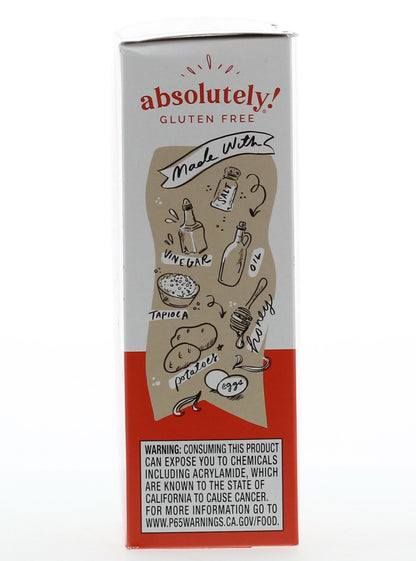 absolutely!®
GLUTEN FREE
Made With
SALT
VINEGAR
OIL
TAPIOCA
honey
potatoes
eggs
WARNING: CONSUMING THIS PRODUCT
CAN EXPOSE YOU TO CHEMICALS
INCLUDING ACRYLAMIDE, WHICH
ARE KNOWN TO THE STATE OF
CALIFORNIA TO CAUSE CANCER.
FOR MORE INFORMATION GO TO
WWW.P65WARNINGS.CA.GOV/FOOD.